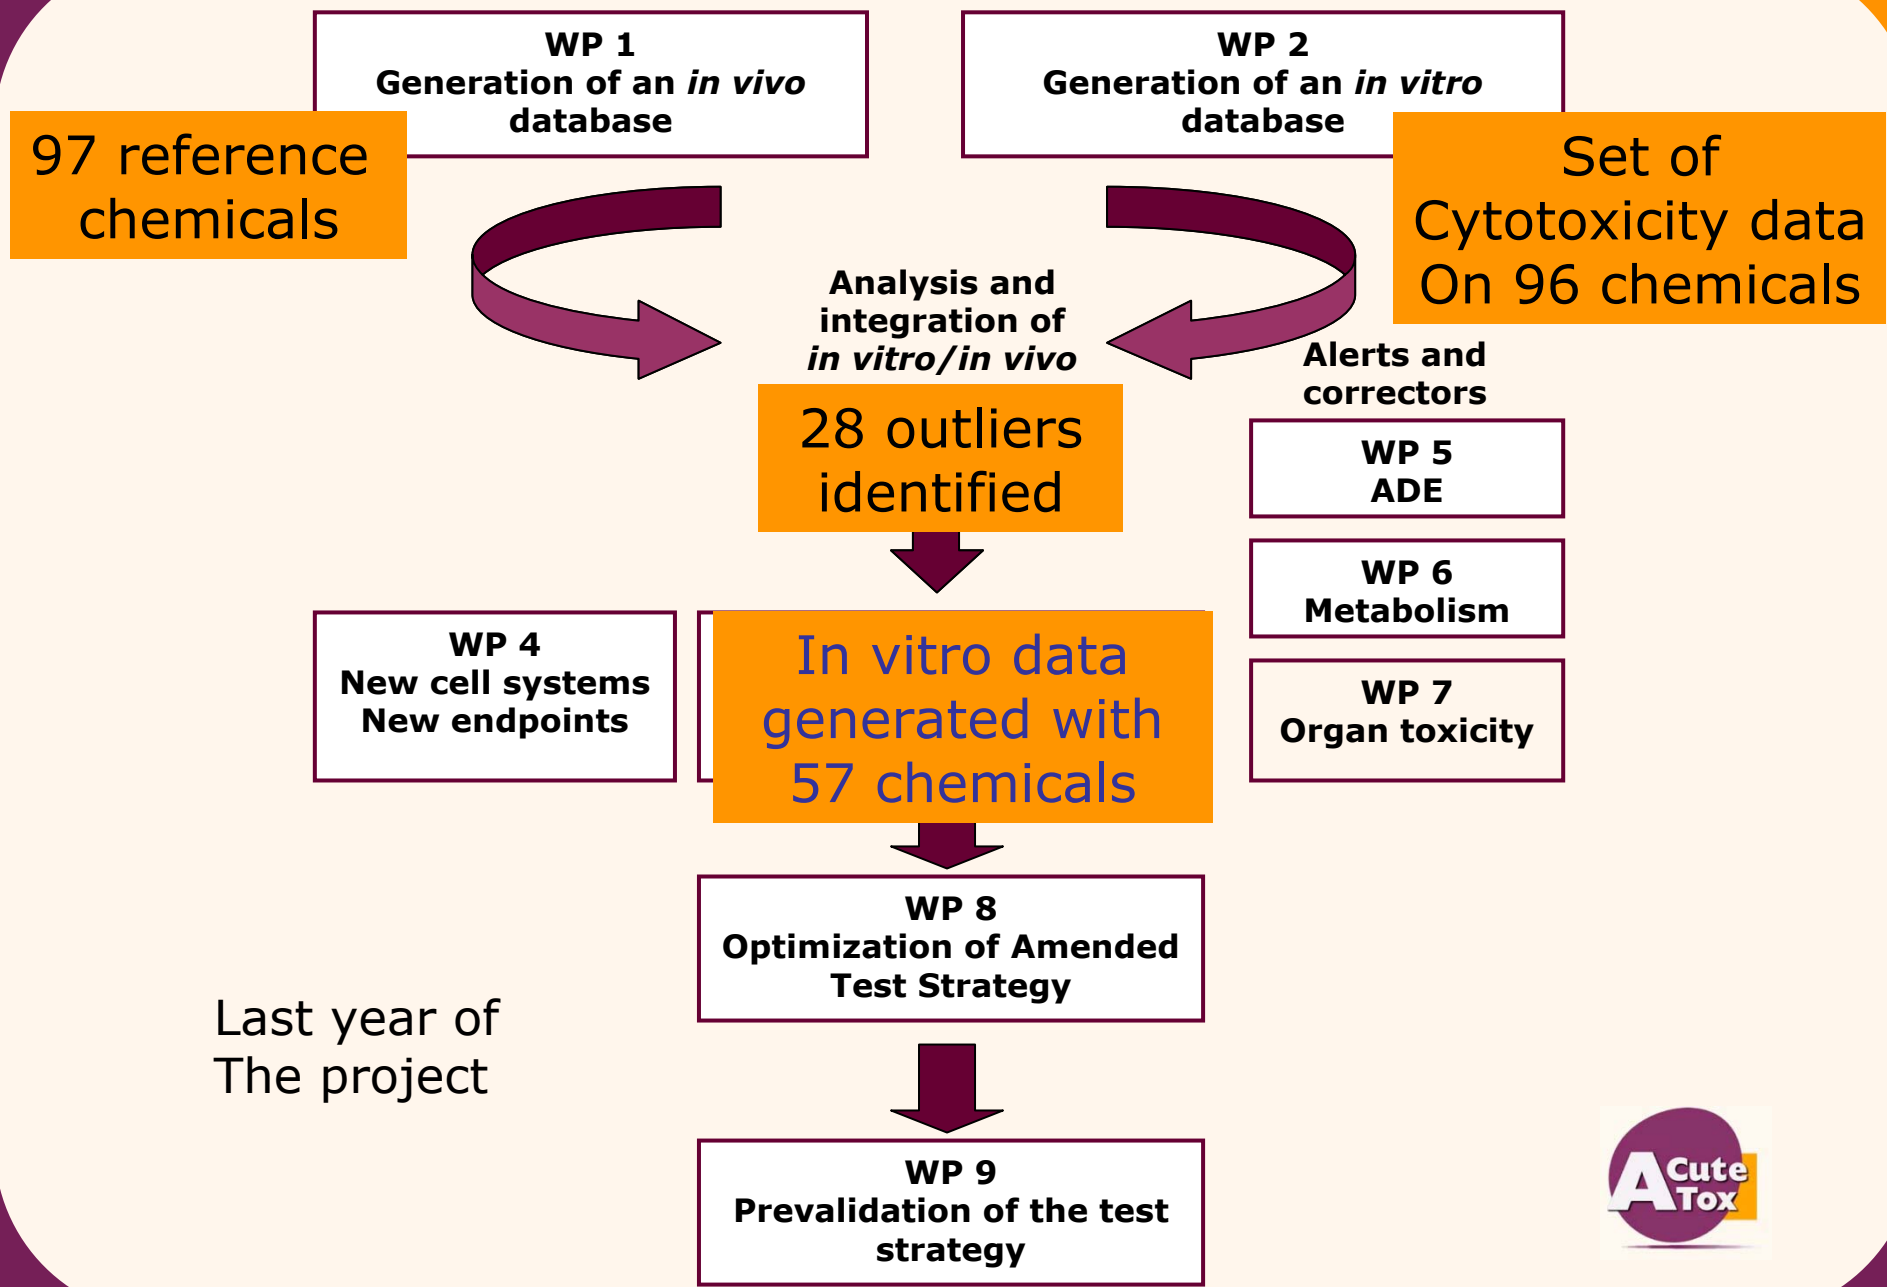 WP 1
Generation of an in vivo
database
WP 2
Generation of an in vitro
database
97 reference
chemicals
Set of
Cytotoxicity data
On 96 chemicals
Analysis and
integration of
in vitro/in vivo
28 outliers
identified
Alerts and
correctors
WP 5
ADE
WP 6
Metabolism
WP 7
Organ toxicity
WP 4
New cell systems
New endpoints
In vitro data
generated with
57 chemicals
WP 8
Optimization of Amended
Test Strategy
Last year of
The project
WP 9
Prevalidation of the test
strategy
ACute
Tox